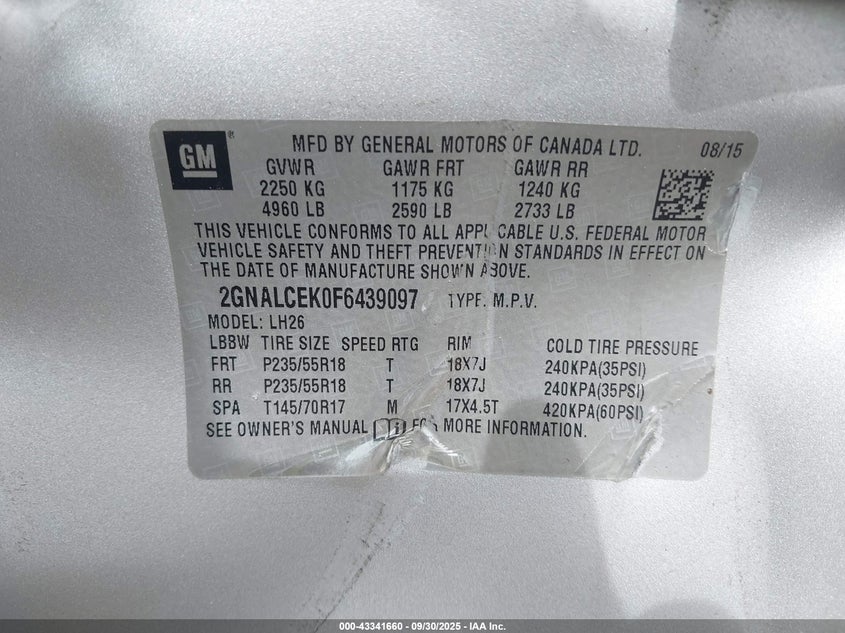 GM ® MFD BY GENERAL MOTORS OF CANADA LTD. 08/15
GVWR GAWR FRT GAWR RR
2250 KG 1175 KG 1240 KG
4960 LB 2590 LB 2733 LB
THIS VEHICLE CONFORMS TO ALL APPLICABLE U.S. FEDERAL MOTOR
VEHICLE SAFETY AND THEFT PREVENTION STANDARDS IN EFFECT ON
THE DATE OF MANUFACTURE SHOWN ABOVE.
2GNALCEK0F6439097 TYPE: M.P.V.
MODEL: LH26
LBBW TIRE SIZE SPEED RTG RIM COLD TIRE PRESSURE
FRT P235/55R18 T 18X7J 240KPA(35PSI)
RR P235/55R18 T 18X7J 240KPA(35PSI)
SPA T145/70R17 M 17X4.5T 420KPA(60PSI)
SEE OWNER'S MANUAL i FOR MORE INFORMATION.
000-43341660 - 09/30/2025 - IAA Inc.